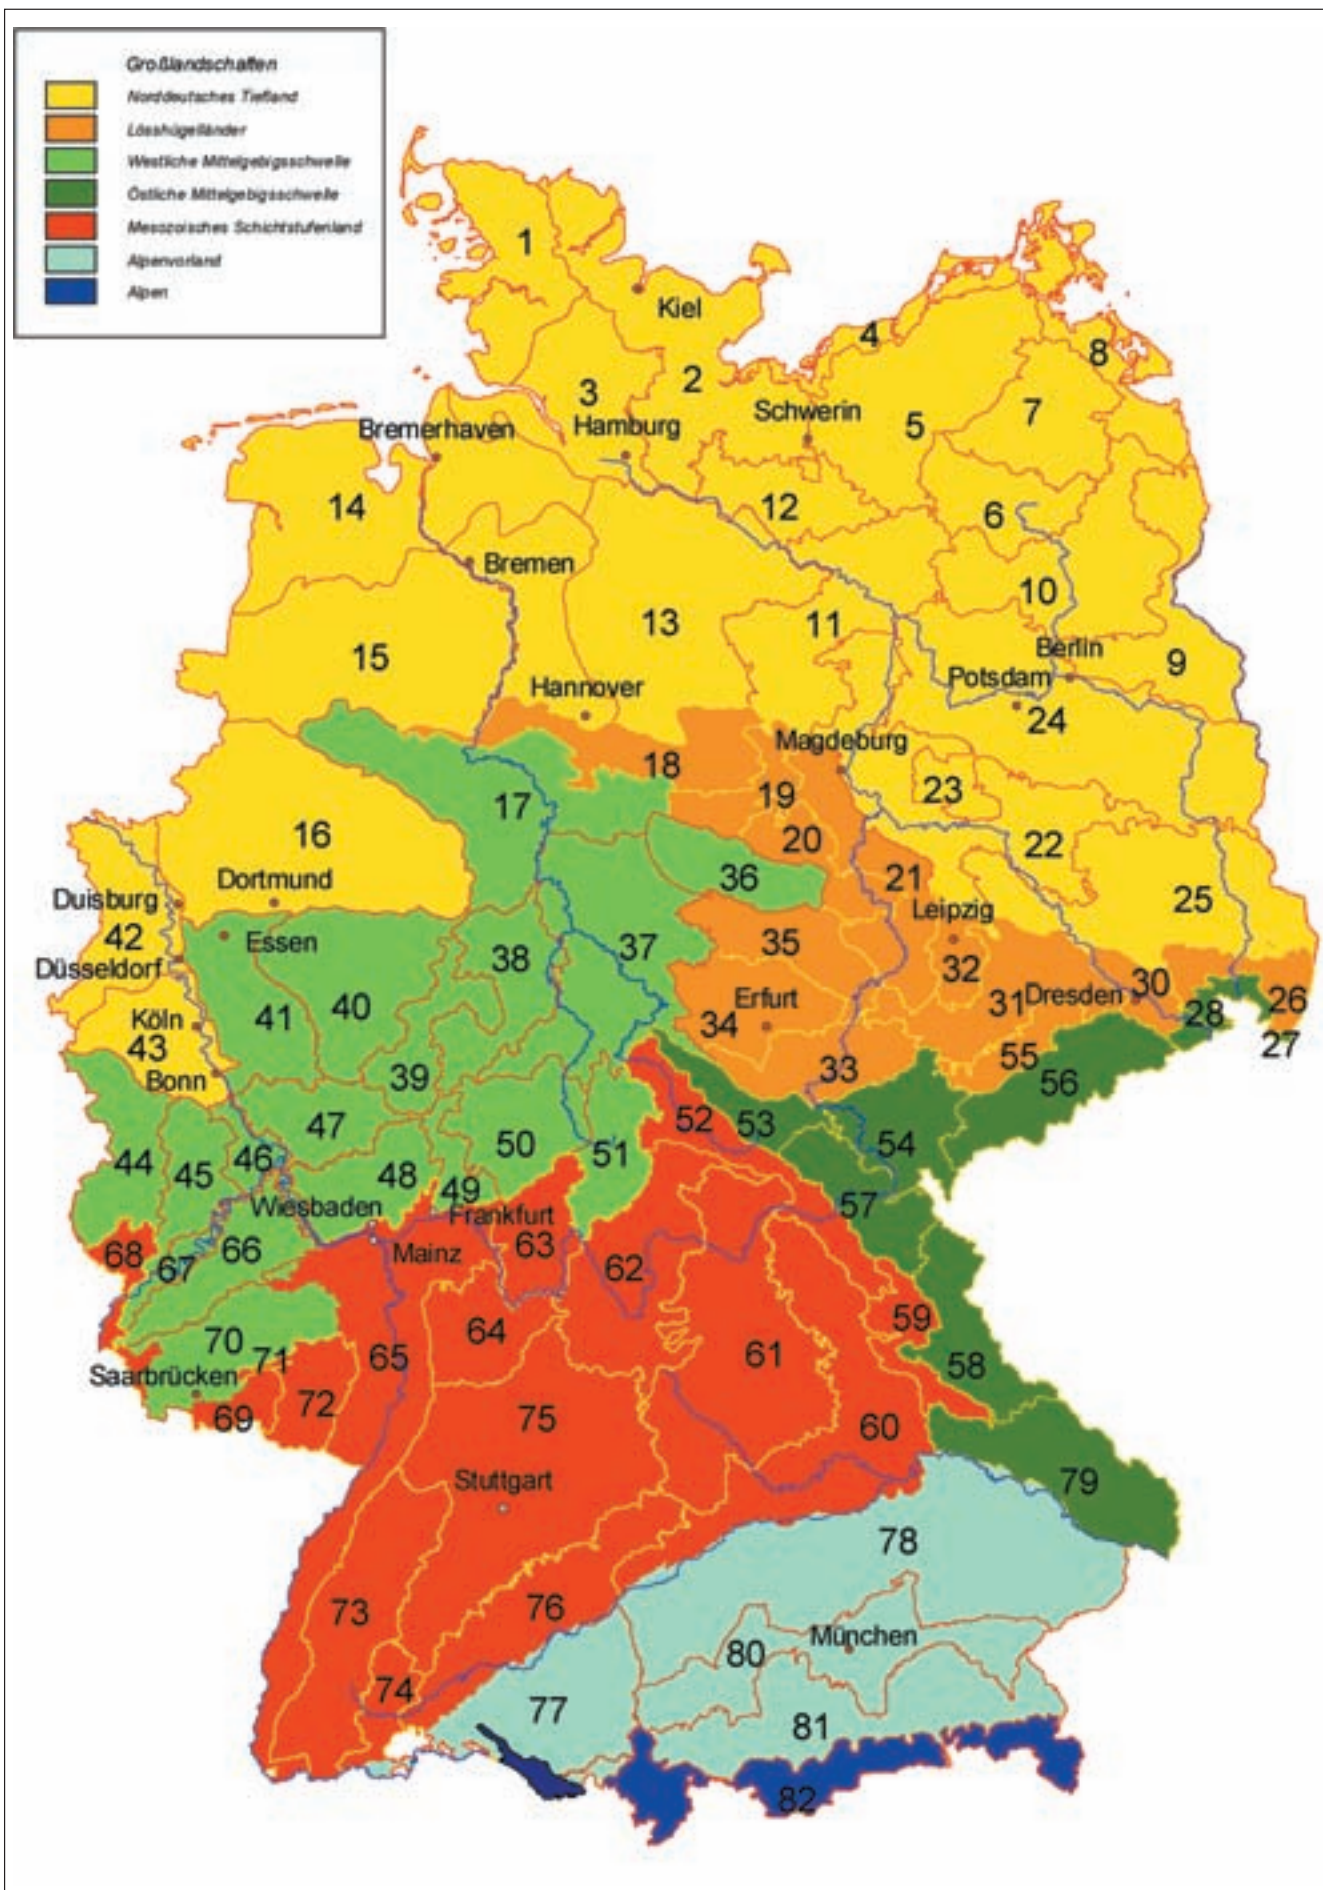 Großlandschaften
Norddeutsches Tiefland
Lösshügelländer
Westliche Mittelgebigsschwelle
Östliche Mittelgebigsschwelle
Mesozoisches Schichtstufenland
Alpenvorland
Alpen
1
Kiel
4
8
2
3
Schwerin
7
5
Hamburg
Bremerhaven
14
12
6
Bremen
10
13
11
15
Berlin
9
Hannover
Potsdam
24
Magdeburg
18
17
23
19
16
20
22
36
21
Dortmund
25
Duisburg
Leipzig
42
Essen
35
37
38
Düsseldorf
32
30
Dresden
31
26
Erfurt
34
40
41
Köln
28
43
27
55
33
39
56
Bonn
52
53
47
54
50
44
45
46
51
48
49
57
Wiesbaden
Frankfurt
63
66
68
67
Mainz
62
59
64
70
71
65
61
58
Saarbrücken
72
69
75
60
Stuttgart
79
78
73
76
München
80
74
77
81
82